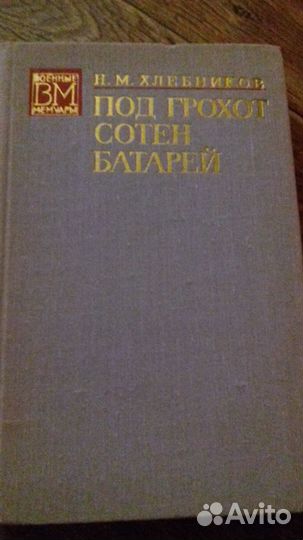 ВОЕННЫЕ
ВМ
МЕМУАРЫ
Н. М. ХЛЕБНИКОВ
ПОД ГРОХОТ
СОТЕН
БАТАРЕЙ
Avito